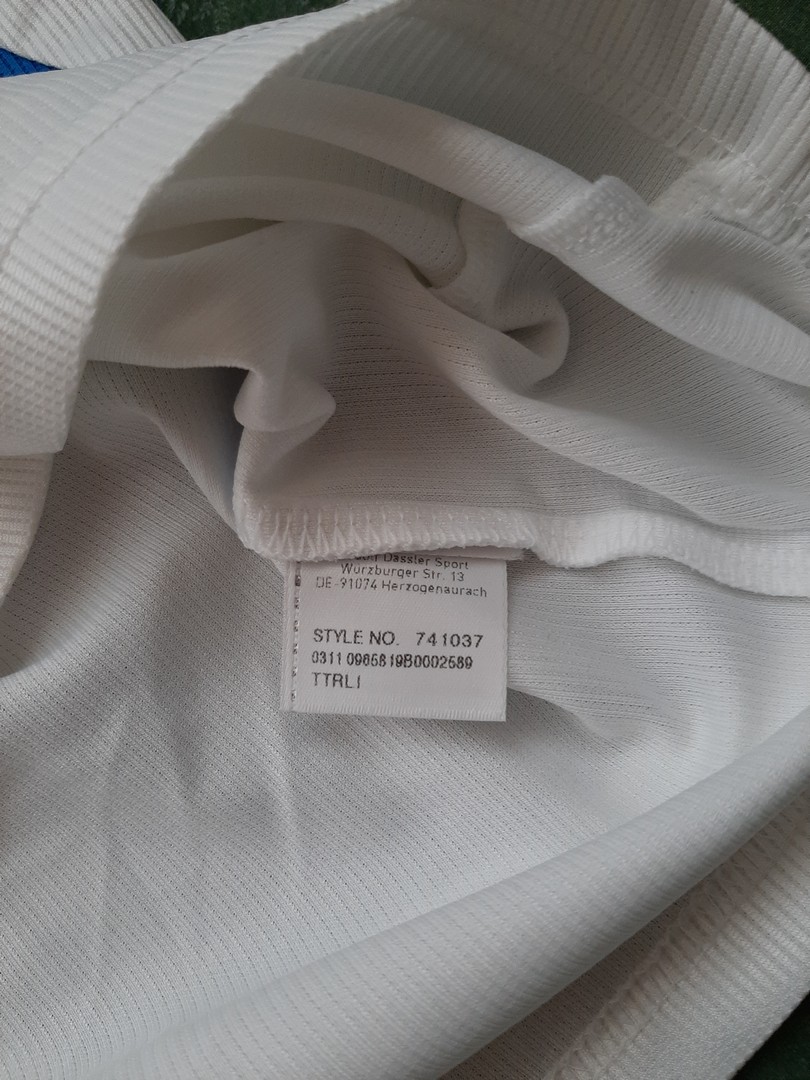 Dassler Sport
Würzburger Str. 13
DE-91074 Herzogenaurach
STYLE NO. 741037
0311 0965819B0002589
TTRLI